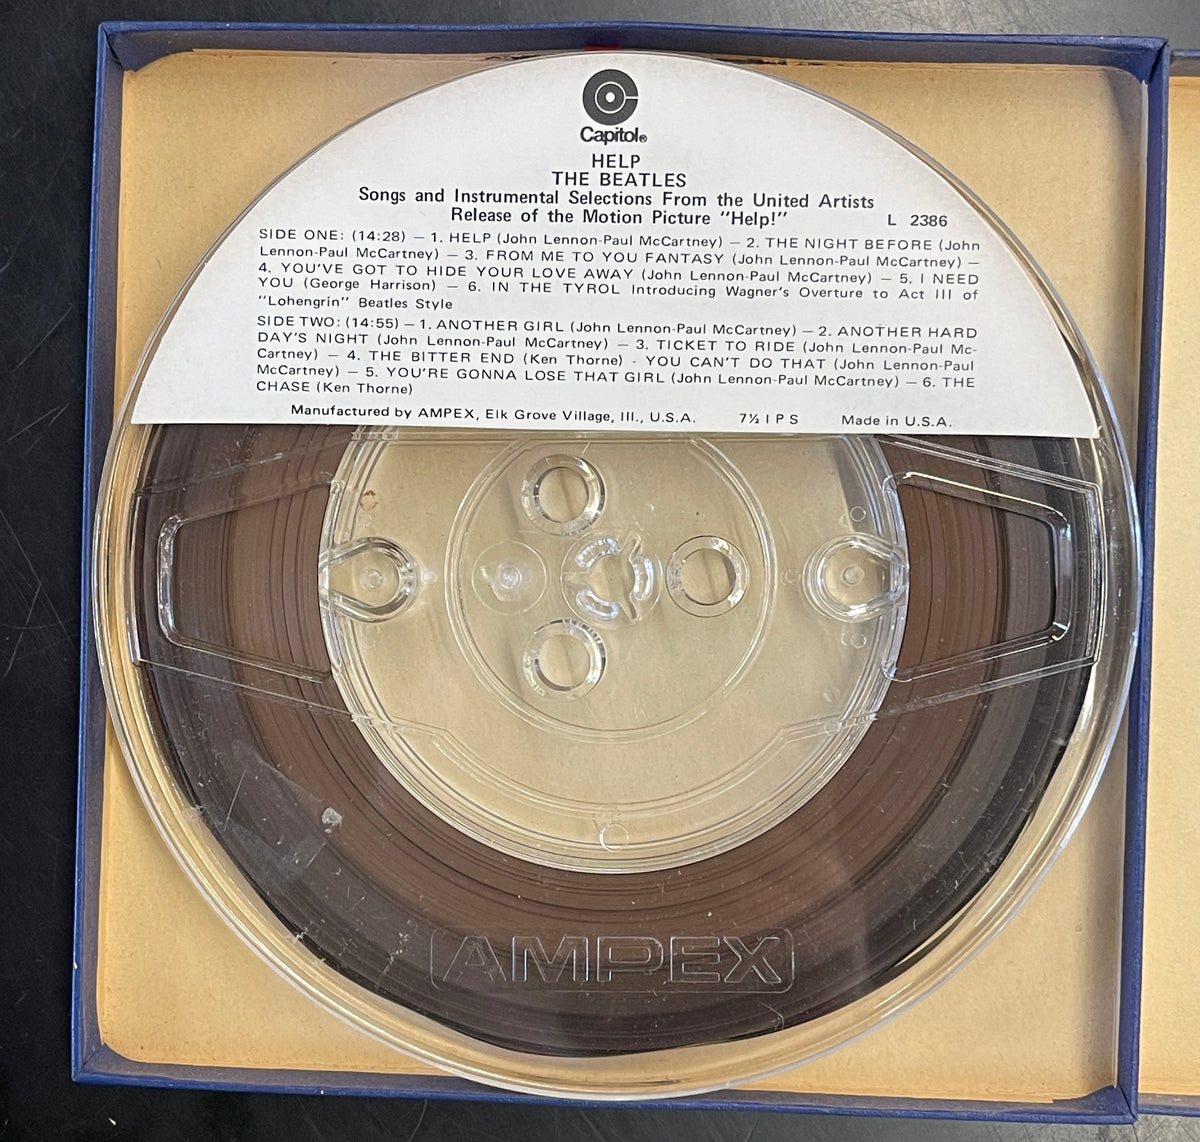 Capitol®
HELP
THE BEATLES
Songs and Instrumental Selections From the United Artists
Release of the Motion Picture "Help!" L 2386
SIDE ONE: (14:28) – 1. HELP (John Lennon-Paul McCartney) – 2. THE NIGHT BEFORE (John
Lennon-Paul McCartney) – 3. FROM ME TO YOU FANTASY (John Lennon-Paul McCartney) –
4. YOU'VE GOT TO HIDE YOUR LOVE AWAY (John Lennon-Paul McCartney) – 5. I NEED
YOU (George Harrison) – 6. IN THE TYROL Introducing Wagner's Overture to Act III of
"Lohengrin" Beatles Style
SIDE TWO: (14:55) – 1. ANOTHER GIRL (John Lennon-Paul McCartney) – 2. ANOTHER HARD
DAY'S NIGHT (John Lennon-Paul McCartney) – 3. TICKET TO RIDE (John Lennon-Paul Mc-
Cartney) – 4. THE BITTER END (Ken Thorne) - YOU CAN'T DO THAT (John Lennon-Paul
McCartney) – 5. YOU'RE GONNA LOSE THAT GIRL (John Lennon-Paul McCartney) – 6. THE
CHASE (Ken Thorne)
Manufactured by AMPEX, Elk Grove Village, Ill., U.S.A. 7½ I P S Made in U.S.A.
AMPEX